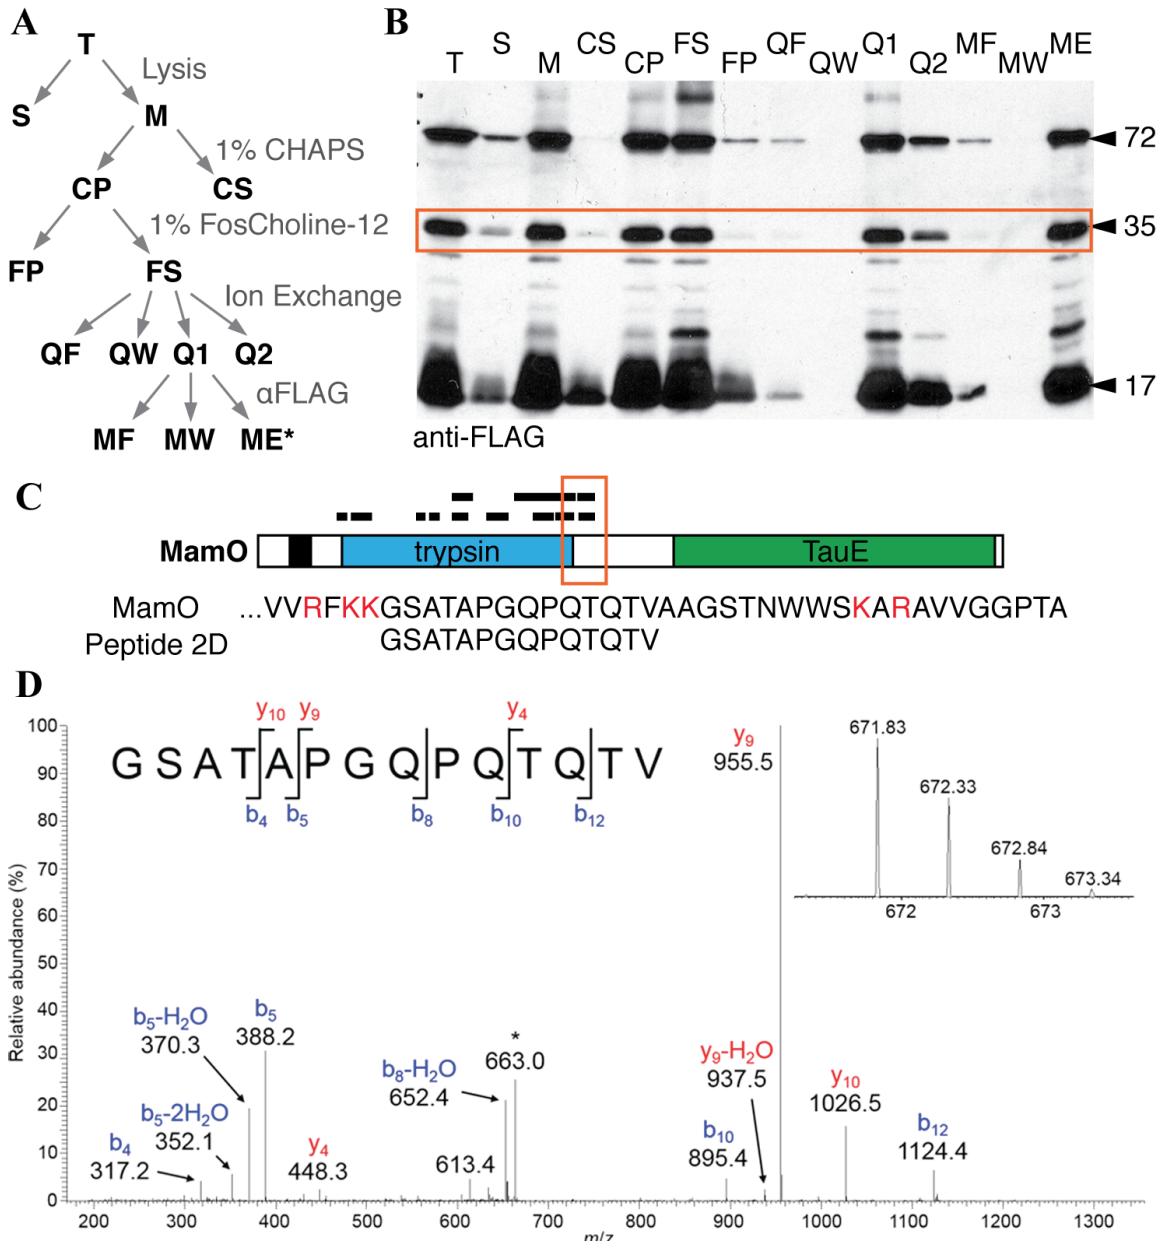 A
T
Lysis
S
M
1% CHAPS
CP
CS
1% FosCholine-12
FP
FS
Ion Exchange
QF QW Q1 Q2
αFLAG
MF MW ME*
B
T S M CS CP FS FP QF QW Q1 Q2 MF MW ME
72
35
17
anti-FLAG
C
MamO
trypsin
TauE
MamO ...VVRFKKGSATAPGQPQTQTVAAGSTNWWSKARAVVGGPTA
Peptide 2D GSATAPGQPQTQTV
D
y10 y9 y4
G S A T A P G Q P Q T Q T V
b4 b5 b8 b10 b12
Relative abundance (%)
100
90
80
70
60
50
40
30
20
10
0
y9
955.5
b5-H2O
370.3
b5
388.2
b5-2H2O
352.1
b4
317.2
y4
448.3
b8-H2O
652.4
*
663.0
613.4
y9-H2O
937.5
b10
895.4
y10
1026.5
b12
1124.4
671.83
672.33
672.84
673.34
672 673
200 300 400 500 600 700 800 900 1000 1100 1200 1300
m/z